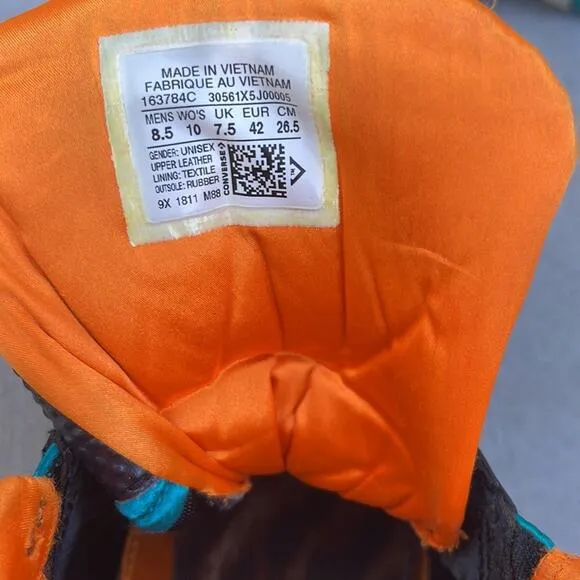 MADE IN VIETNAM
FABRIQUE AU VIETNAM
163784C 30561X5J00005
MENS WO'S UK EUR CM
8.5 10 7.5 42 26.5
GENDER: UNISEX
UPPER LEATHER
LINING: TEXTILE
OUTSOLE: RUBBER
9X 1811 M88
CONVERSE
TM